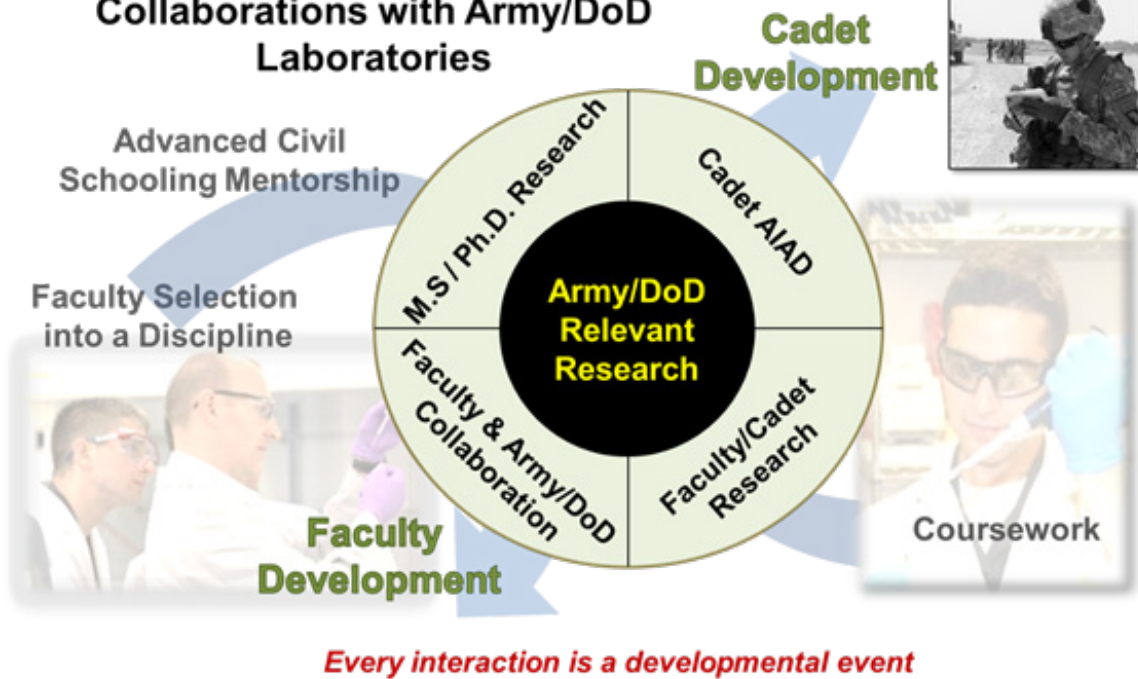 Collaborations with Army/DoD
Laboratories
Cadet
Development
Advanced Civil
Schooling Mentorship
Faculty Selection
into a Discipline
M.S / Ph.D. Research
Cadet AIAD
Army/DoD
Relevant
Research
Faculty & Army/DoD
Collaboration
Faculty/Cadet
Research
Coursework
Faculty
Development
Every interaction is a developmental event